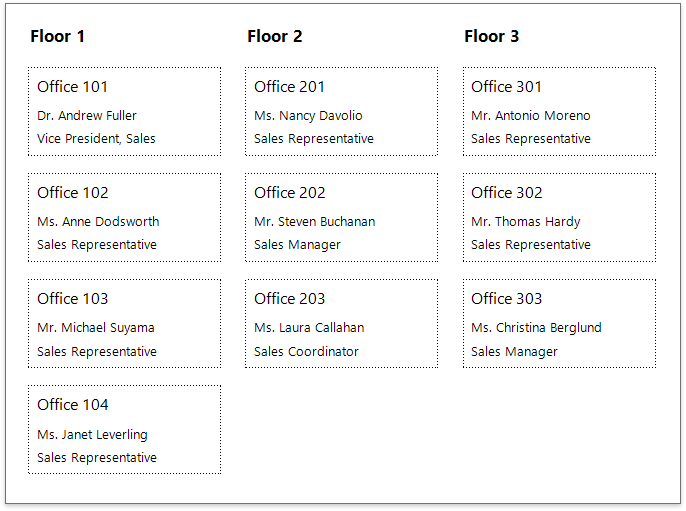 Floor 1
Office 101
Dr. Andrew Fuller
Vice President, Sales
Office 102
Ms. Anne Dodsworth
Sales Representative
Office 103
Mr. Michael Suyama
Sales Representative
Office 104
Ms. Janet Leverling
Sales Representative
Floor 2
Office 201
Ms. Nancy Davolio
Sales Representative
Office 202
Mr. Steven Buchanan
Sales Manager
Office 203
Ms. Laura Callahan
Sales Coordinator
Floor 3
Office 301
Mr. Antonio Moreno
Sales Representative
Office 302
Mr. Thomas Hardy
Sales Representative
Office 303
Ms. Christina Berglund
Sales Manager